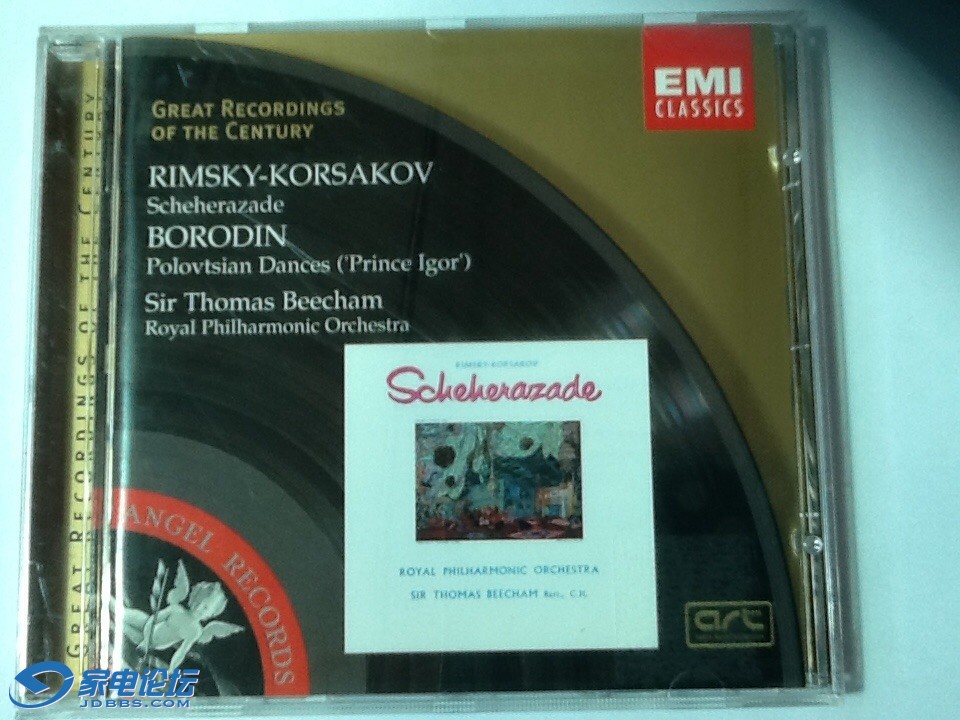 GREAT RECORDINGS
OF THE CENTURY
EMI
CLASSICS
RIMSKY-KORSAKOV
Scheherazade
BORODIN
Polovtsian Dances ('Prince Igor')
Sir Thomas Beecham
Royal Philharmonic Orchestra
RIMSKY-KORSAKOV
Scheherazade
ROYAL PHILHARMONIC ORCHESTRA
SIR THOMAS BEECHAM Bart., C.H.
ANGEL RECORDS
art
GREAT RECORDINGS OF THE CENTURY
家电论坛
JDBBS.COM